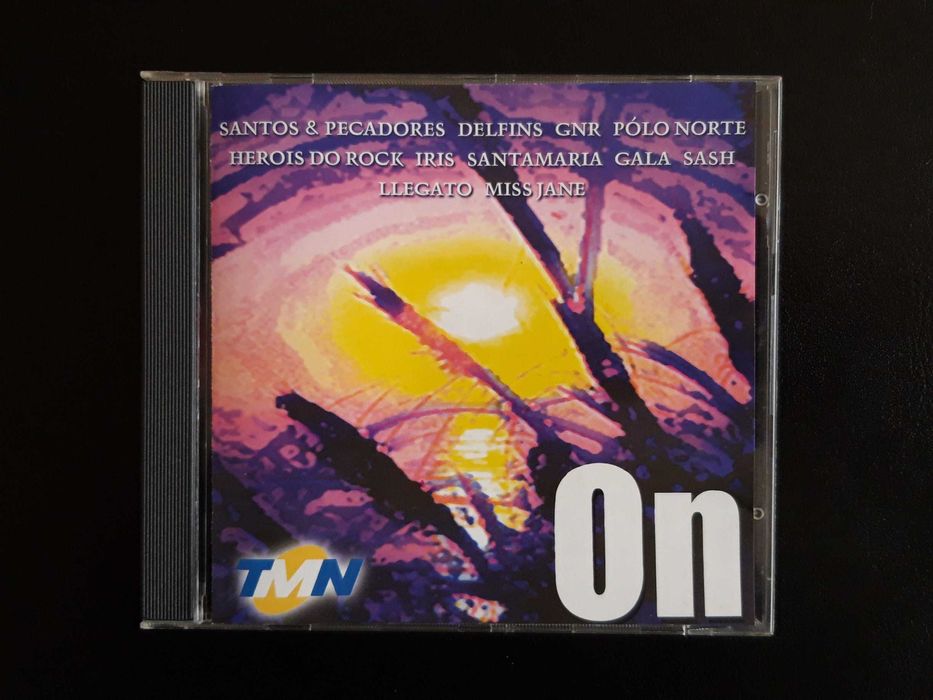 SANTOS & PECADORES DELFINS GNR PÓLO NORTE
HEROIS DO ROCK IRIS SANTAMARIA GALA SASH
LLEGATO MISS JANE
TMN
On